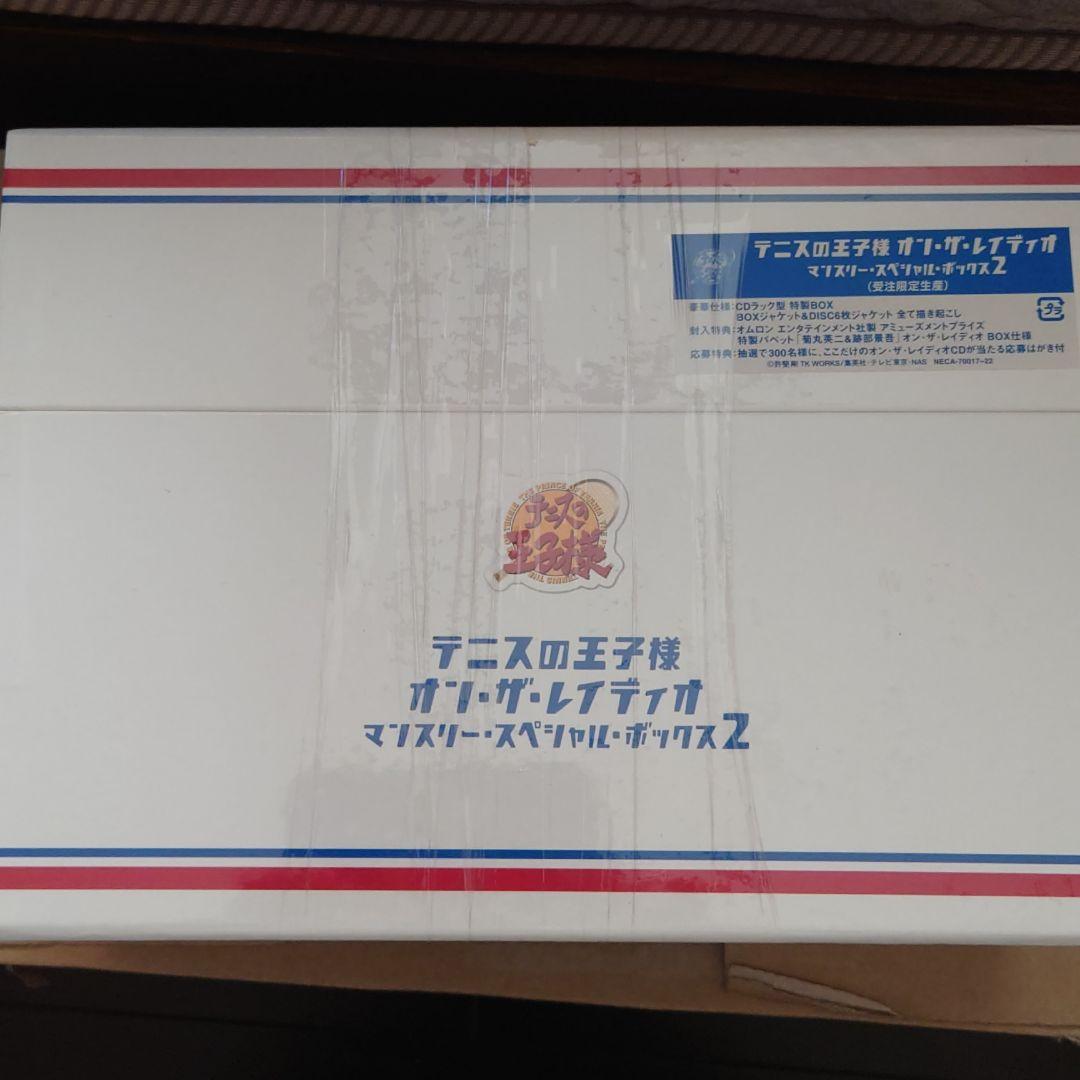 テニスの王子様 オン・ザ・レイディオ
マンスリー・スペシャル・ボックス2
(受注限定生産)
豪華仕様:CDラック型 特製BOX
BOXジャケット&DISC6枚ジャケット 全て描き起こし
封入特典:オムロン エンタテインメント社製 アミューズメントプライズ
特製パペット「菊丸英二&跡部景吾」オン・ザ・レイディオ BOX仕様
応募特典:抽選で300名様に、ここだけのオン・ザ・レイディオCDが当たる応募はがき付
©許斐剛 TK WORKS/集英社・テレビ東京・NAS NECA-70017~22
プラ
THE PRINCE OF TENNIS
テニスの
王子様
テニスの王子様
オン・ザ・レイディオ
マンスリー・スペシャル・ボックス2